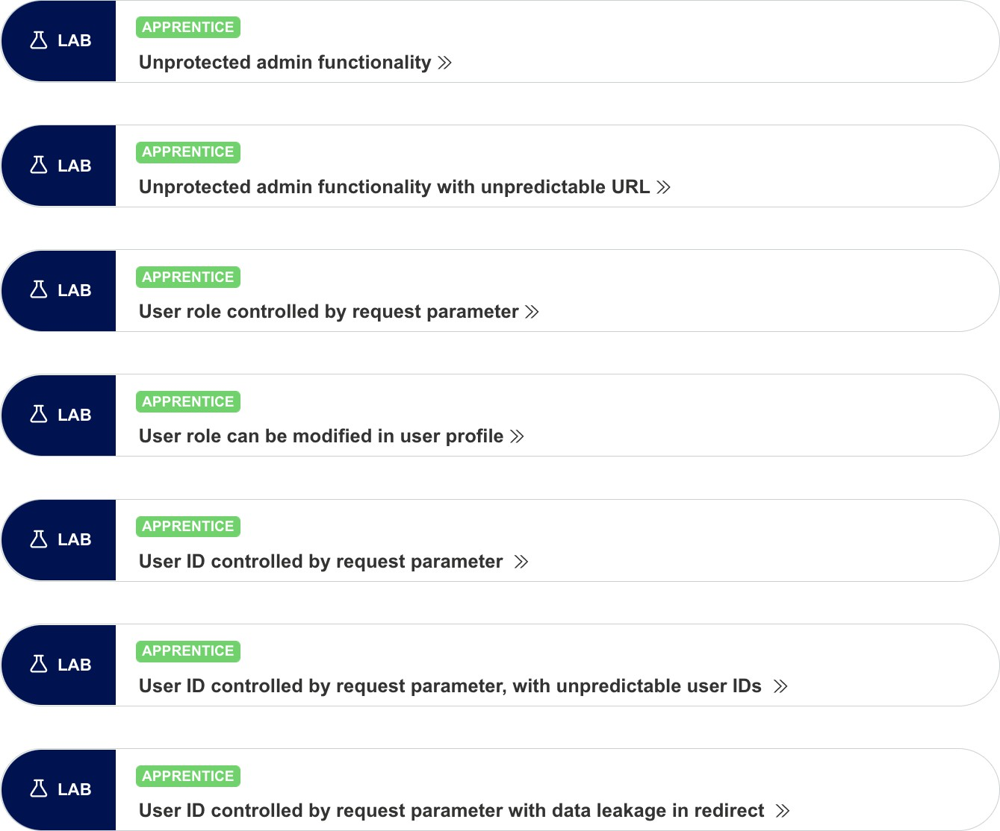 LAB
APPRENTICE
Unprotected admin functionality
LAB
APPRENTICE
Unprotected admin functionality with unpredictable URL
LAB
APPRENTICE
User role controlled by request parameter
LAB
APPRENTICE
User role can be modified in user profile
LAB
APPRENTICE
User ID controlled by request parameter
LAB
APPRENTICE
User ID controlled by request parameter, with unpredictable user IDs
LAB
APPRENTICE
User ID controlled by request parameter with data leakage in redirect